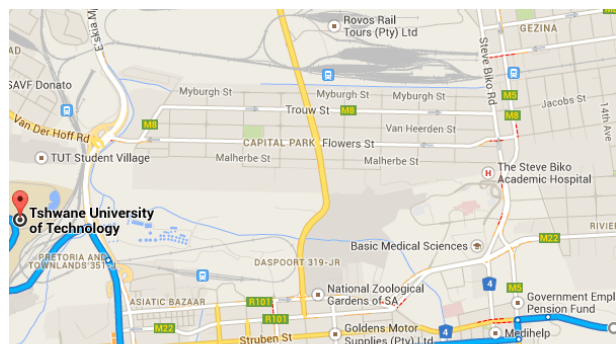 Rovos Rail
Tours (Pty) Ltd
GEZINA
Steve Biko Rd
SAVF Donato
Myburgh St
Myburgh St
Myburgh St
M5
Jacobs St
Trouw St
M8
M8
14th Ave
Van Der Hoff Rd
M8
Van Heerden St
CAPITAL PARK
Flowers St
TUT Student Village
Malherbe St
Malherbe St
H
The Steve Biko
Academic Hospital
Tshwane University
of Technology
M22
Basic Medical Sciences
PRETORIA AND
TOWNLANDS 351
DASPOORT 319-JR
4
M5
National Zoological
Gardens of SA
ASIATIC BAZAAR
R101
Government Empl
Pension Fund
R101
M22
Struben St
Goldens Motor
Supplies (Pty) Ltd
4
Medihelp